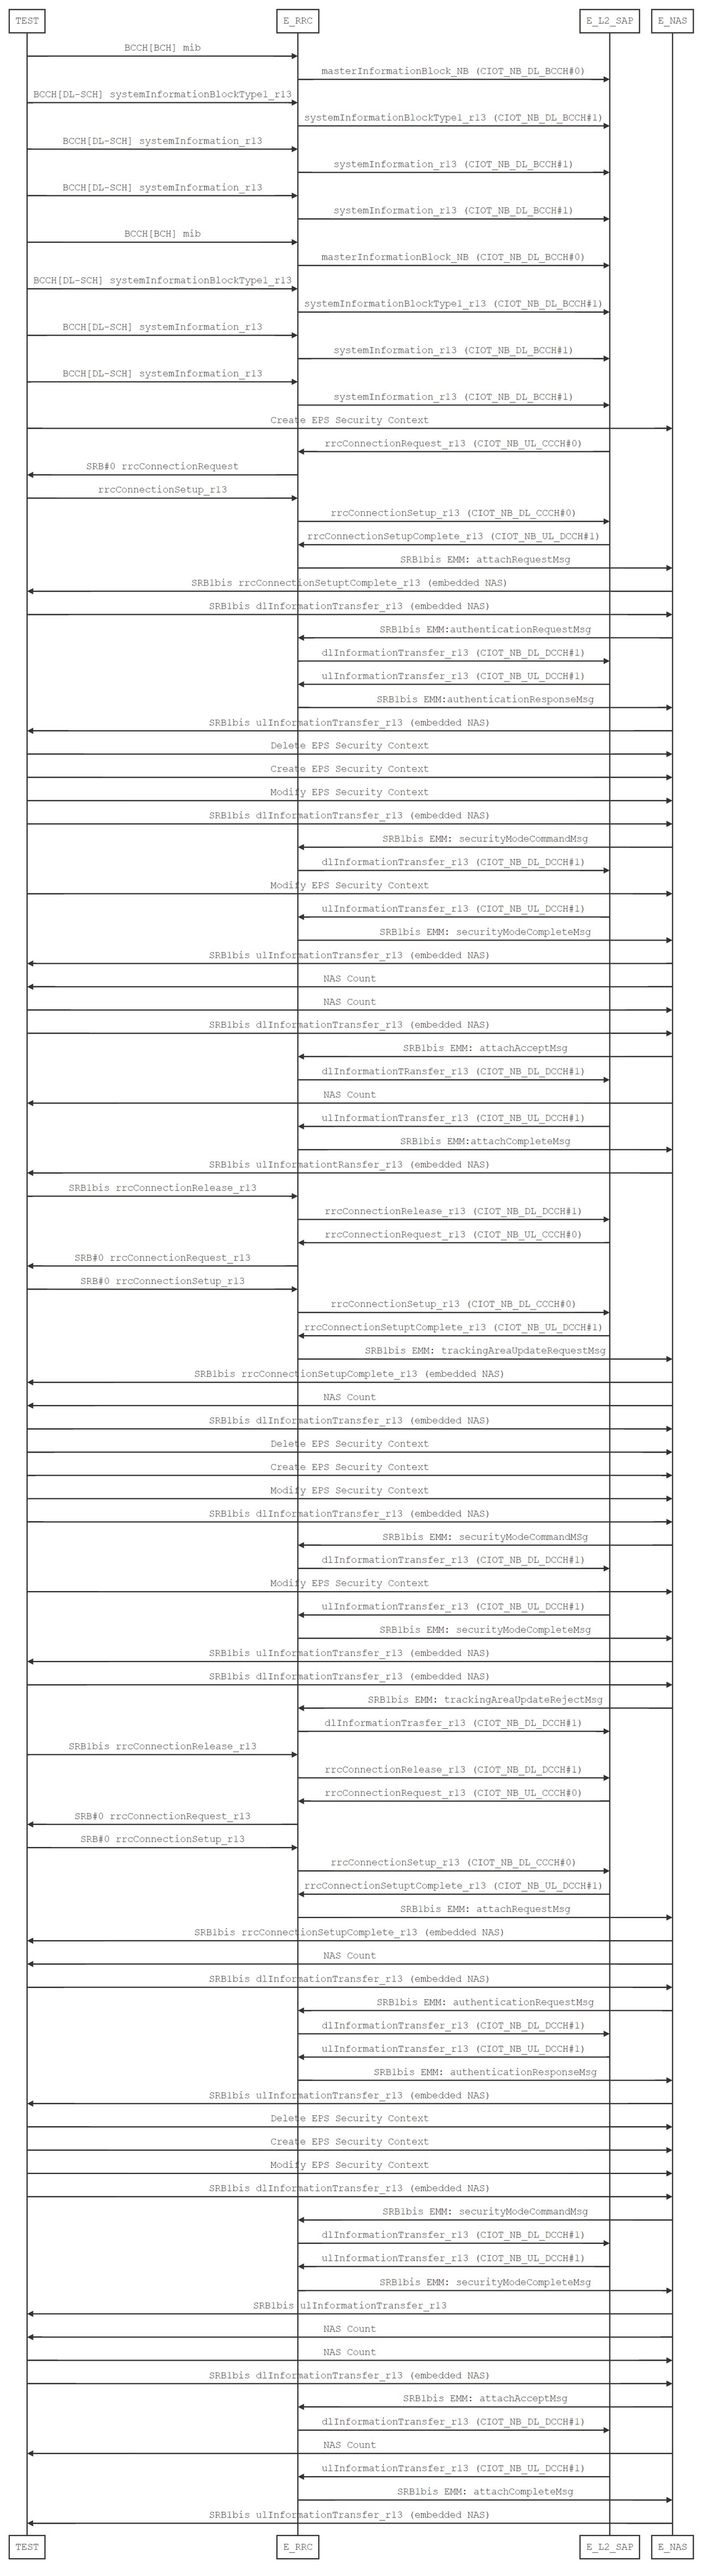 TEST
E_RRC
E_L2_SAP
E_NAS
BCCH[BCH] mib
masterInformationBlock_NB (CIOT_NB_DL_BCCH#0)
BCCH[DL-SCH] systemInformationBlockType1_r13
systemInformationBlockType1_r13 (CIOT_NB_DL_BCCH#1)
BCCH[DL-SCH] systemInformation_r13
systemInformation_r13 (CIOT_NB_DL_BCCH#1)
BCCH[DL-SCH] systemInformation_r13
systemInformation_r13 (CIOT_NB_DL_BCCH#1)
BCCH[BCH] mib
masterInformationBlock_NB (CIOT_NB_DL_BCCH#0)
BCCH[DL-SCH] systemInformationBlockType1_r13
systemInformationBlockType1_r13 (CIOT_NB_DL_BCCH#1)
BCCH[DL-SCH] systemInformation_r13
systemInformation_r13 (CIOT_NB_DL_BCCH#1)
BCCH[DL-SCH] systemInformation_r13
systemInformation_r13 (CIOT_NB_DL_BCCH#1)
Create EPS Security Context
rrcConnectionRequest_r13 (CIOT_NB_UL_CCCH#0)
SRB#0 rrcConnectionRequest
rrcConnectionSetup_r13
rrcConnectionSetup_r13 (CIOT_NB_DL_CCCH#0)
rrcConnectionSetupComplete_r13 (CIOT_NB_UL_DCCH#1)
SRB1bis EMM: attachRequestMsg
SRB1bis rrcConnectionSetuptComplete_r13 (embedded NAS)
SRB1bis dlInformationTransfer_r13 (embedded NAS)
SRB1bis EMM:authenticationRequestMsg
dlInformationTransfer_r13 (CIOT_NB_DL_DCCH#1)
ulInformationTransfer_r13 (CIOT_NB_UL_DCCH#1)
SRB1bis EMM:authenticationResponseMsg
SRB1bis ulInformationTransfer_r13 (embedded NAS)
Delete EPS Security Context
Create EPS Security Context
Modify EPS Security Context
SRB1bis dlInformationTransfer_r13 (embedded NAS)
SRB1bis EMM: securityModeCommandMsg
dlInformationTransfer_r13 (CIOT_NB_DL_DCCH#1)
Modify EPS Security Context
ulInformationTransfer_r13 (CIOT_NB_UL_DCCH#1)
SRB1bis EMM: securityModeCompleteMsg
SRB1bis ulInformationTransfer_r13 (embedded NAS)
NAS Count
NAS Count
SRB1bis dlInformationTransfer_r13 (embedded NAS)
SRB1bis EMM: attachAcceptMsg
dlInformationTRansfer_r13 (CIOT_NB_DL_DCCH#1)
NAS Count
ulInformationTransfer_r13 (CIOT_NB_UL_DCCH#1)
SRB1bis EMM:attachCompleteMsg
SRB1bis ulInformationtRansfer_r13 (embedded NAS)
SRB1bis rrcConnectionRelease_r13
rrcConnectionRelease_r13 (CIOT_NB_DL_DCCH#1)
rrcConnectionRequest_r13 (CIOT_NB_UL_CCCH#0)
SRB#0 rrcConnectionRequest_r13
SRB#0 rrcConnectionSetup_r13
rrcConnectionSetup_r13 (CIOT_NB_DL_CCCH#0)
rrcConnectionSetuptComplete_r13 (CIOT_NB_UL_DCCH#1)
SRB1bis EMM: trackingAreaUpdateRequestMsg
SRB1bis rrcConnectionSetupComplete_r13 (embedded NAS)
NAS Count
SRB1bis dlInformationTransfer_r13 (embedded NAS)
Delete EPS Security Context
Create EPS Security Context
Modify EPS Security Context
SRB1bis dlInformationTransfer_r13 (embedded NAS)
SRB1bis EMM: securityModeCommandMSg
dlInformationTransfer_r13 (CIOT_NB_DL_DCCH#1)
Modify EPS Security Context
ulInformationTransfer_r13 (CIOT_NB_UL_DCCH#1)
SRB1bis EMM: securityModeCompleteMsg
SRB1bis ulInformationTransfer_r13 (embedded NAS)
SRB1bis dlInformationTransfer_r13 (embedded NAS)
SRB1bis EMM: trackingAreaUpdateRejectMsg
dlInformationTrasfer_r13 (CIOT_NB_DL_DCCH#1)
SRB1bis rrcConnectionRelease_r13
rrcConnectionRelease_r13 (CIOT_NB_DL_DCCH#1)
rrcConnectionRequest_r13 (CIOT_NB_UL_CCCH#0)
SRB#0 rrcConnectionRequest_r13
SRB#0 rrcConnectionSetup_r13
rrcConnectionSetup_r13 (CIOT_NB_DL_CCCH#0)
rrcConnectionSetuptComplete_r13 (CIOT_NB_UL_DCCH#1)
SRB1bis EMM: attachRequestMsg
SRB1bis rrcConnectionSetupComplete_r13 (embedded NAS)
NAS Count
SRB1bis dlInformationTransfer_r13 (embedded NAS)
SRB1bis EMM: authenticationRequestMsg
dlInformationTransfer_r13 (CIOT_NB_DL_DCCH#1)
ulInformationTransfer_r13 (CIOT_NB_UL_DCCH#1)
SRB1bis EMM: authenticationResponseMsg
SRB1bis ulInformationTransfer_r13 (embedded NAS)
Delete EPS Security Context
Create EPS Security Context
Modify EPS Security Context
SRB1bis dlInformationTransfer_r13 (embedded NAS)
SRB1bis EMM: securityModeCommandMsg
dlInformationTransfer_r13 (CIOT_NB_DL_DCCH#1)
ulInformationTransfer_r13 (CIOT_NB_UL_DCCH#1)
SRB1bis EMM: securityModeCompleteMsg
SRB1bis ulInformationTransfer_r13
NAS Count
NAS Count
SRB1bis dlInformationTransfer_r13 (embedded NAS)
SRB1bis EMM: attachAcceptMsg
dlInformationTransfer_r13 (CIOT_NB_DL_DCCH#1)
NAS Count
ulInformationTransfer_r13 (CIOT_NB_UL_DCCH#1)
SRB1bis EMM: attachCompleteMsg
SRB1bis ulInformationTransfer_r13 (embedded NAS)
TEST
E_RRC
E_L2_SAP
E_NAS